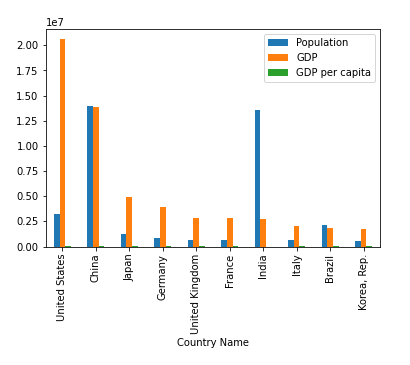 1e7
Population
GDP
GDP per capita
2.00
1.75
1.50
1.25
1.00
0.75
0.50
0.25
0.00
United States
China
Japan
Germany
United Kingdom
France
India
Italy
Brazil
Korea, Rep.
Country Name